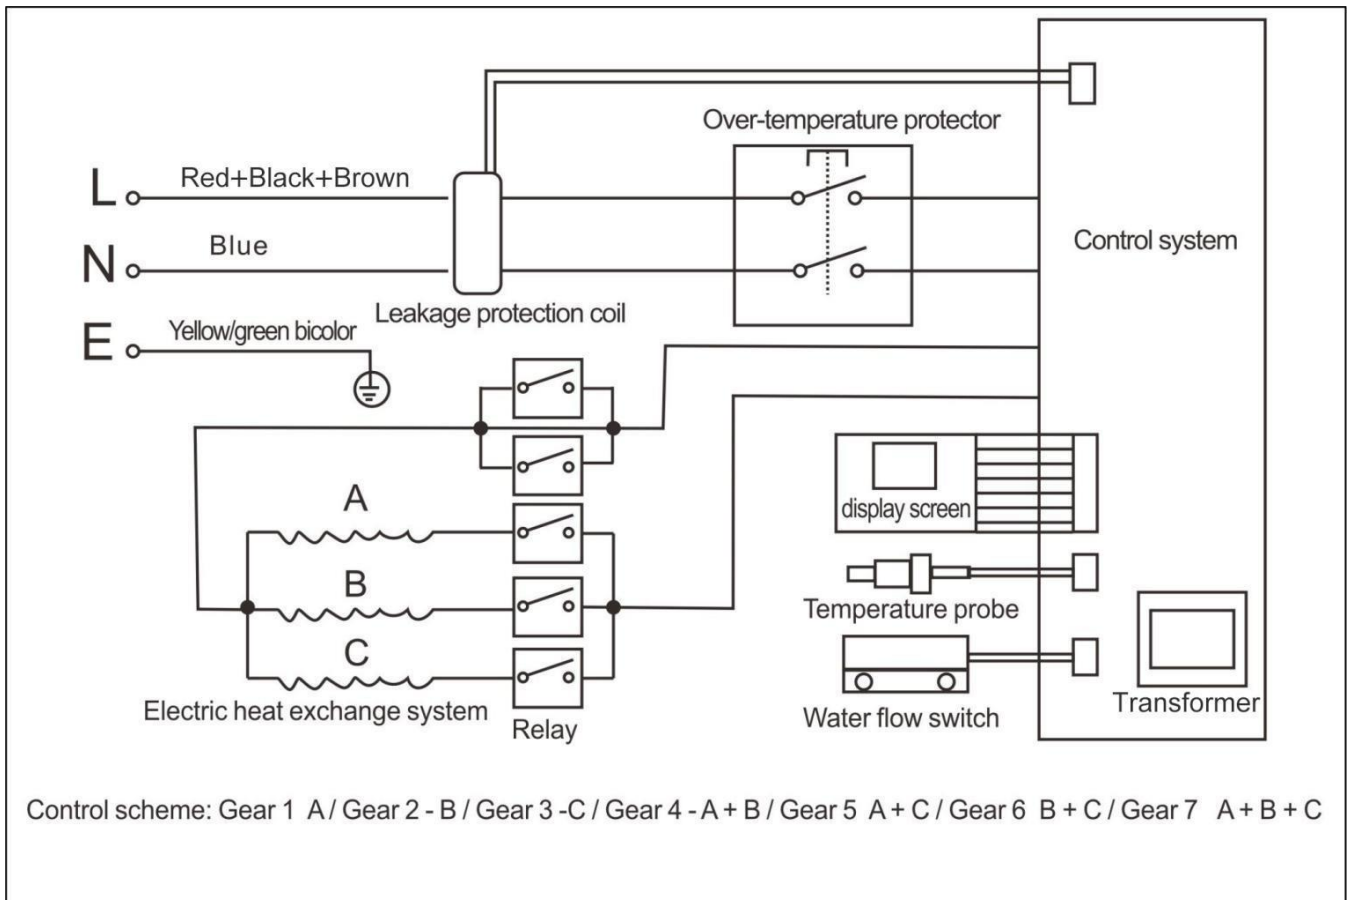 Over-temperature protector
L
Red+Black+Brown
Control system
N
Blue
Leakage protection coil
E
Yellow/green bicolor
A
display screen
B
Temperature probe
C
Electric heat exchange system
Relay
Water flow switch
Transformer
Control scheme: Gear 1 A / Gear 2 - B / Gear 3 -C / Gear 4 - A + B / Gear 5 A + C / Gear 6 B + C / Gear 7 A + B + C